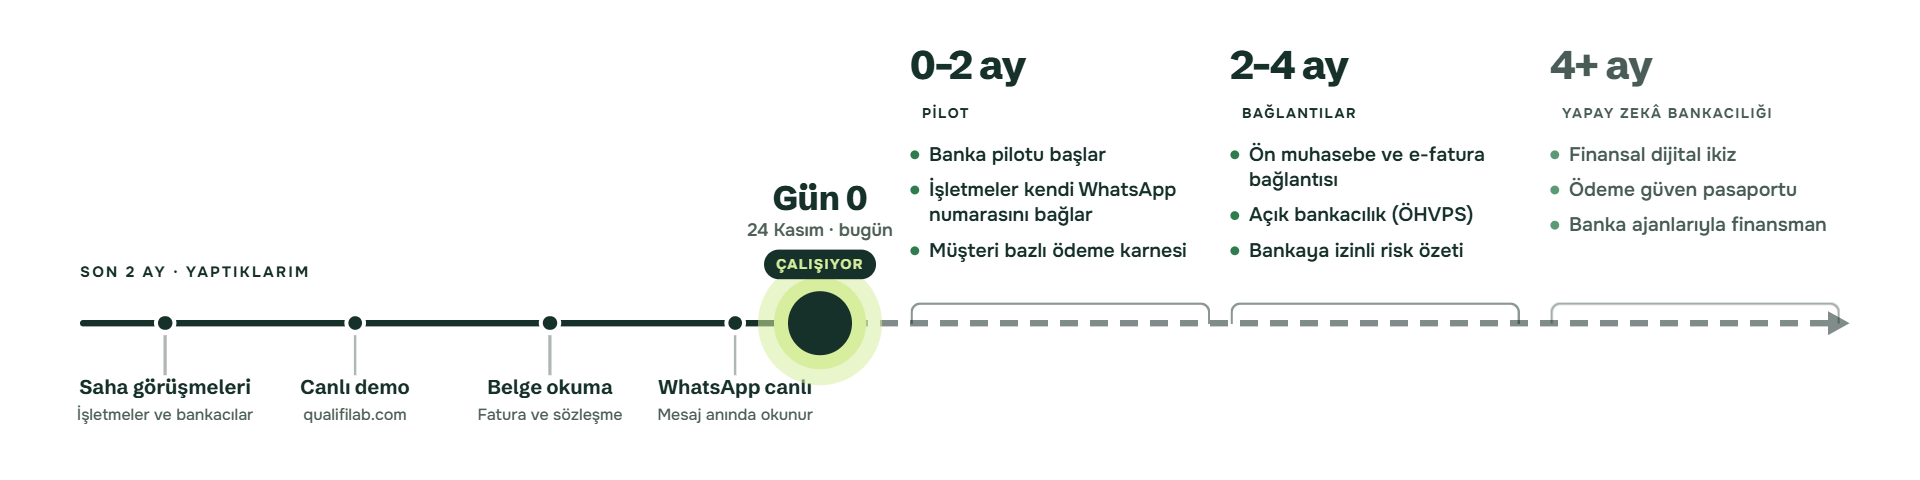 0–2 ay
PİLOT
Banka pilotu başlar
İşletmeler kendi WhatsApp
numarasını bağlar
Müşteri bazlı ödeme karnesi
2–4 ay
BAĞLANTILAR
Ön muhasebe ve e-fatura
bağlantısı
Açık bankacılık (ÖHVPS)
Bankaya izinli risk özeti
4+ ay
YAPAY ZEKÂ BANKACILIĞI
Finansal dijital ikiz
Ödeme güven pasaportu
Banka ajanlarıyla finansman
Gün 0
24 Kasım · bugün
ÇALIŞIYOR
SON 2 AY · YAPTIKLARIM
Saha görüşmeleri
İşletmeler ve bankacılar
Canlı demo
qualifilab.com
Belge okuma
Fatura ve sözleşme
WhatsApp canlı
Mesaj anında okunur